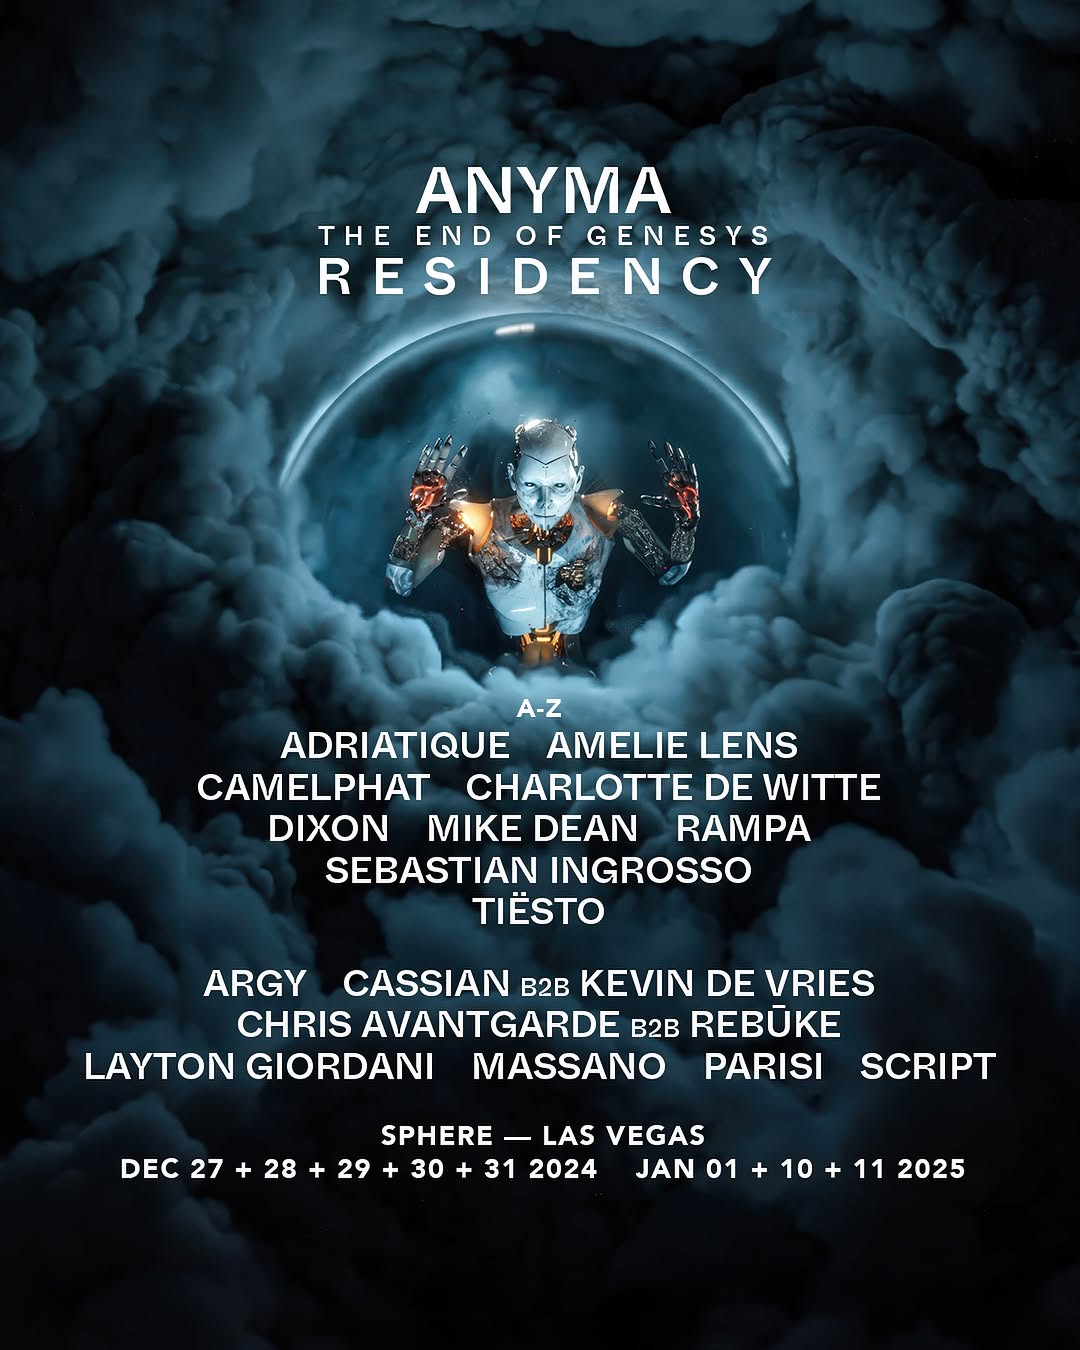 ANYMA
THE END OF GENESYS
RESIDENCY
A-Z
ADRIATIQUE AMELIE LENS
CAMELPHAT CHARLOTTE DE WITTE
DIXON MIKE DEAN RAMPA
SEBASTIAN INGROSSO
TIËSTO
ARGY CASSIAN B2B KEVIN DE VRIES
CHRIS AVANTGARDE B2B REBŪKE
LAYTON GIORDANI MASSANO PARISI SCRIPT
SPHERE — LAS VEGAS
DEC 27 + 28 + 29 + 30 + 31 2024 JAN 01 + 10 + 11 2025